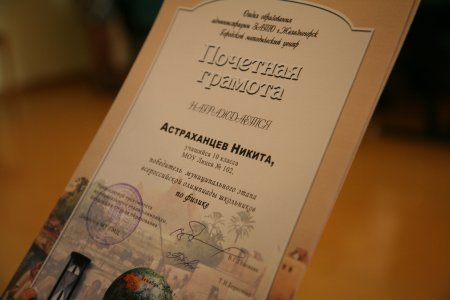 Отдел образования
администрации ЗАТО г.Железногорск
Городской методический центр
Почетная
грамота
НАГРАЖДАЕТСЯ
Астраханцев Никита,
учащийся 10 класса
МОУ Лицея № 102,
победитель муниципального этапа
всероссийской олимпиады школьников
по физике